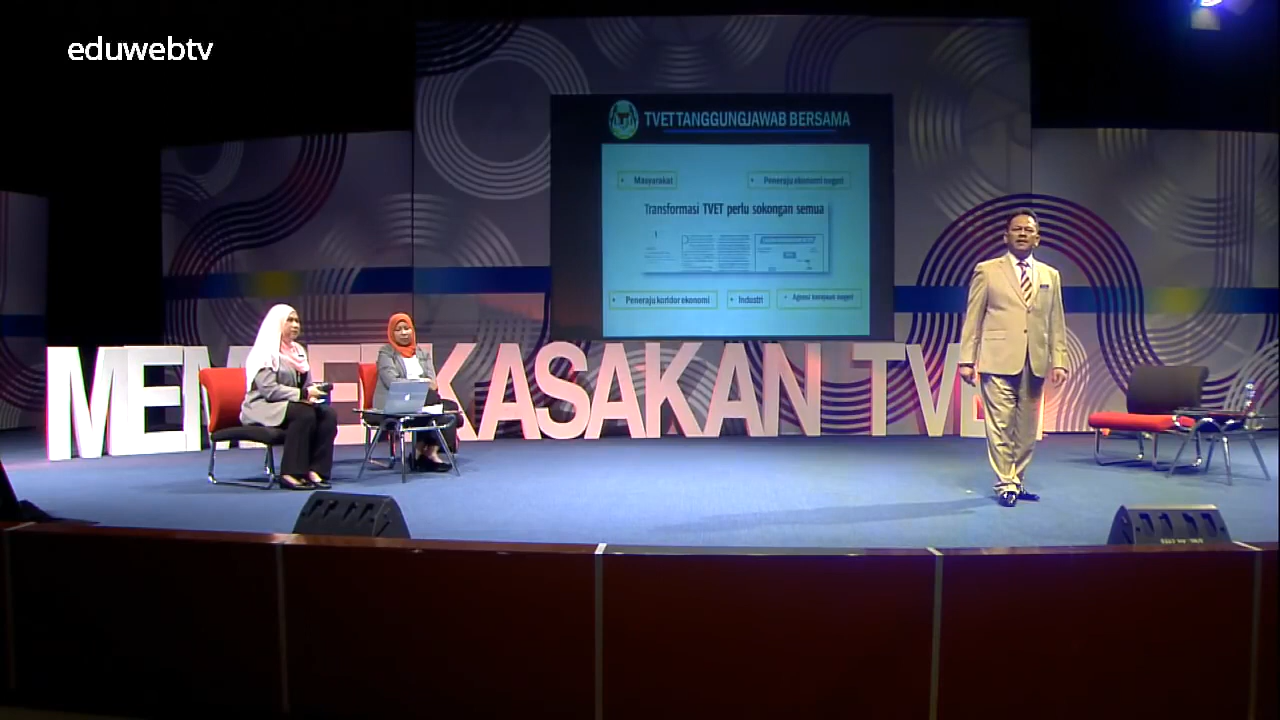 eduwebtv
TVET TANGGUNGJAWAB BERSAMA
• Masyarakat
• Peneraju ekonomi negeri
Transformasi TVET perlu sokongan semua
• Peneraju koridor ekonomi
• Industri
• Agensi kerajaan negeri
KASAKAN TV